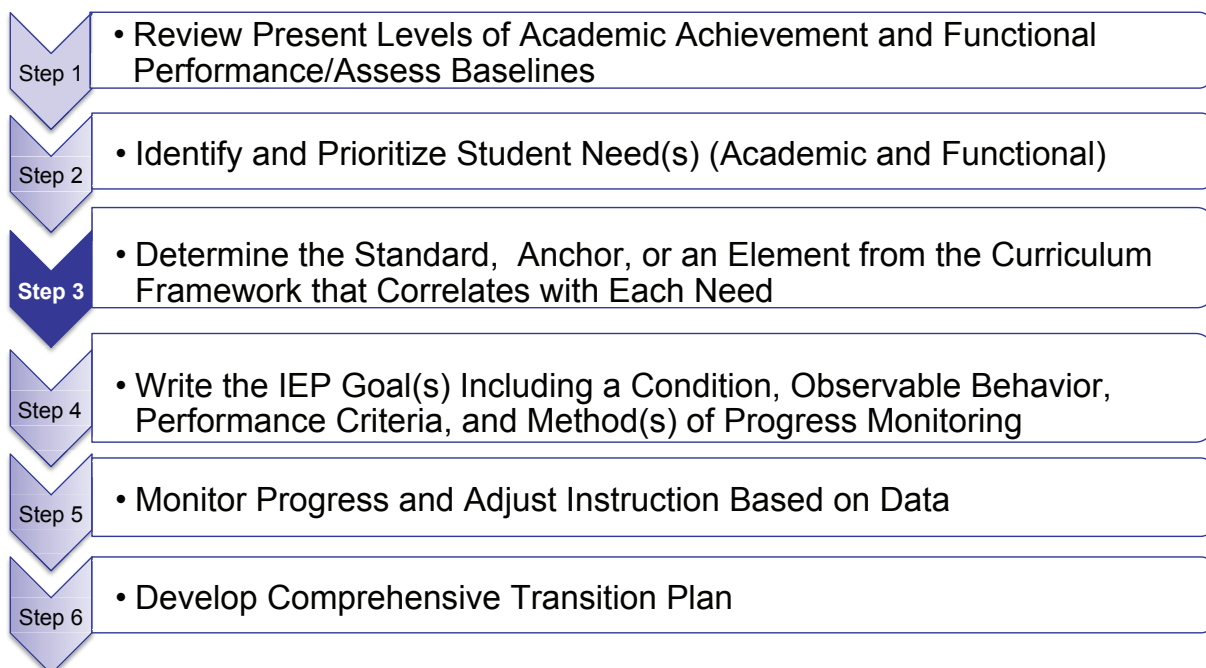 Step 1
• Review Present Levels of Academic Achievement and Functional
Performance/Assess Baselines
Step 2
• Identify and Prioritize Student Need(s) (Academic and Functional)
Step 3
• Determine the Standard, Anchor, or an Element from the Curriculum
Framework that Correlates with Each Need
Step 4
• Write the IEP Goal(s) Including a Condition, Observable Behavior,
Performance Criteria, and Method(s) of Progress Monitoring
Step 5
• Monitor Progress and Adjust Instruction Based on Data
Step 6
• Develop Comprehensive Transition Plan